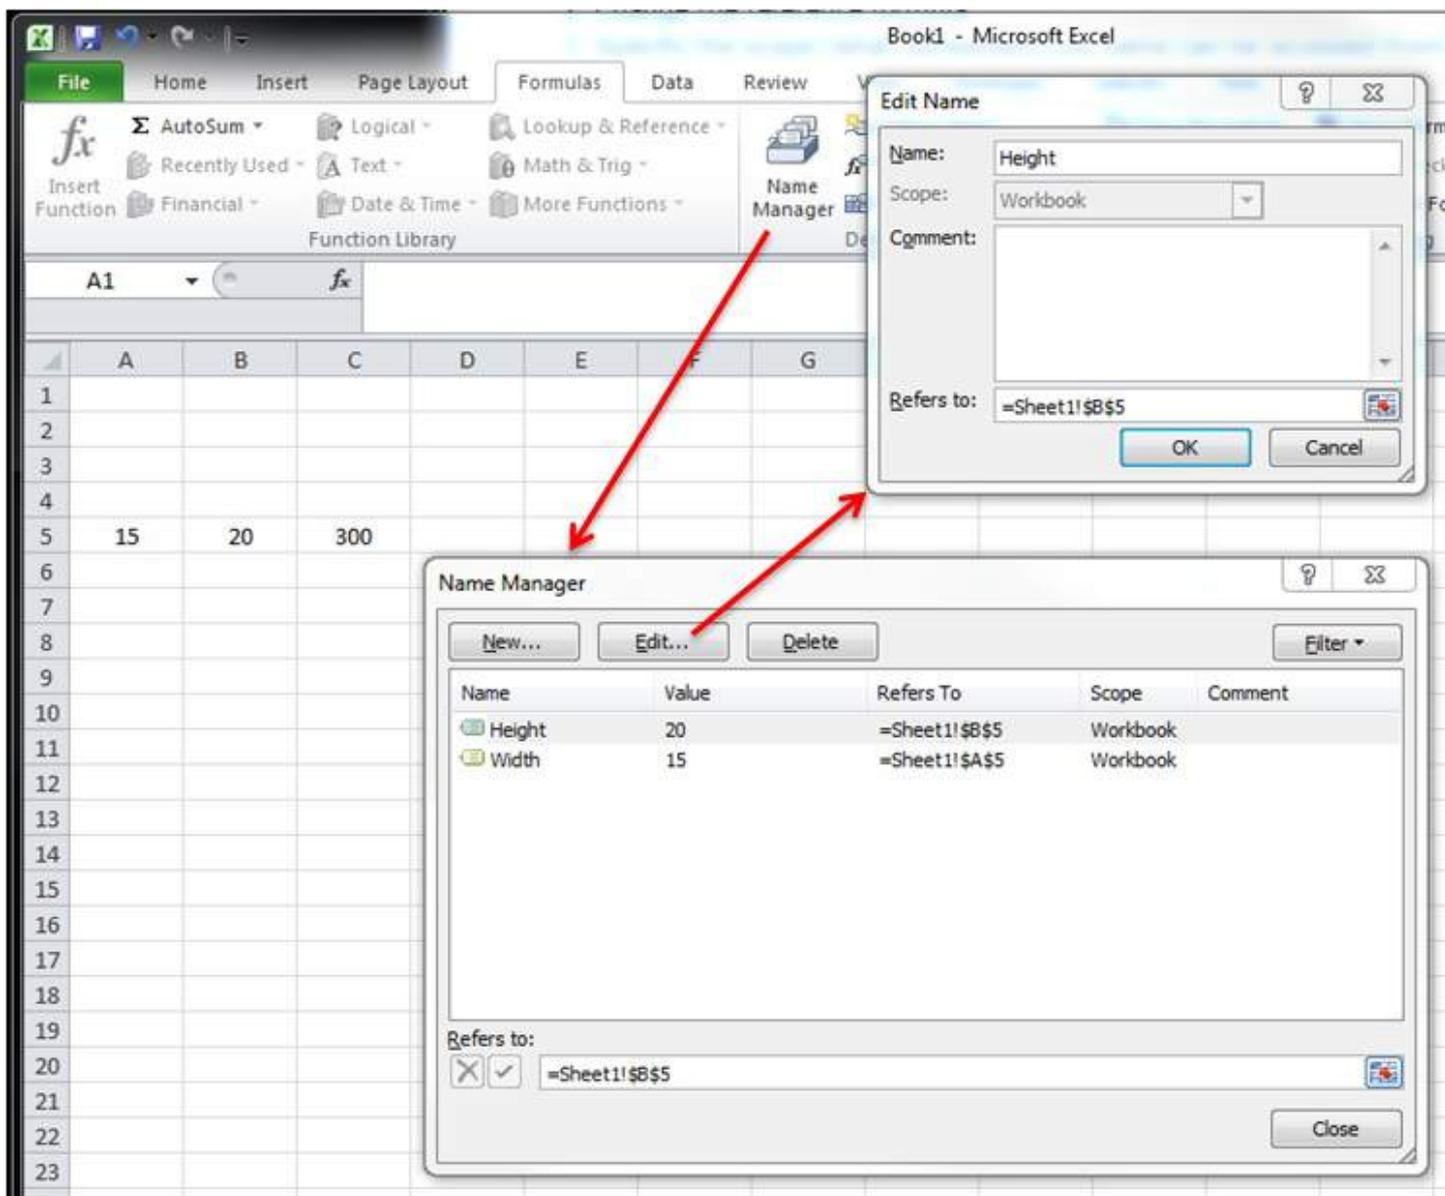 Book1 - Microsoft Excel
File Home Insert Page Layout Formulas Data Review
fx Insert Function
Σ AutoSum
Recently Used
Financial
Logical
Text
Date & Time
Lookup & Reference
Math & Trig
More Functions
Function Library
Name Manager
A1
fx
A B C D E F G
1
2
3
4
5 15 20 300
6
7
8
9
10
11
12
13
14
15
16
17
18
19
20
21
22
23
Edit Name
Name: Height
Scope: Workbook
Comment:
Refers to: =Sheet1!$B$5
OK Cancel
Name Manager
New... Edit... Delete Filter
Name Value Refers To Scope Comment
Height 20 =Sheet1!$B$5 Workbook
Width 15 =Sheet1!$A$5 Workbook
Refers to:
=Sheet1!$B$5
Close